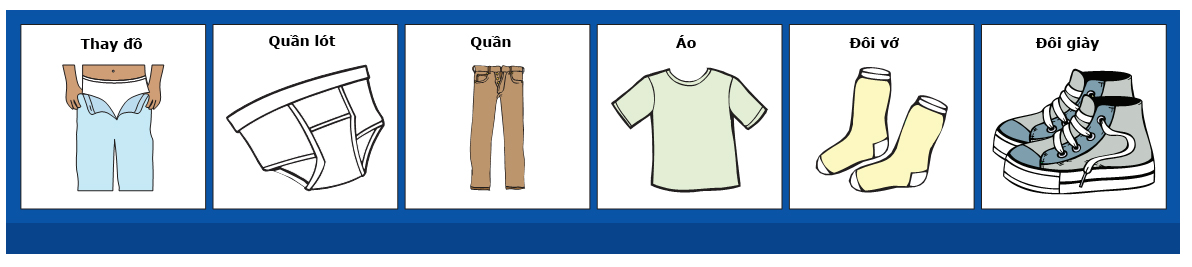 Thay đồ
Quần lót
Quần
Áo
Đôi vớ
Đôi giày